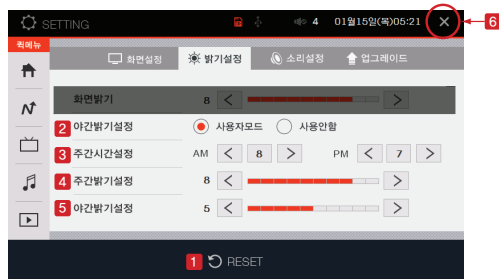 SETTING 4 01월15일(목)05:21 × 6
퀵메뉴
화면설정 밝기설정 소리설정 업그레이드
화면밝기 8 < >
2 야간밝기설정 사용자모드 사용안함
3 주간시간설정 AM < 8 > PM < 7 >
4 주간밝기설정 8 < >
5 야간밝기설정 5 < >
1 RESET